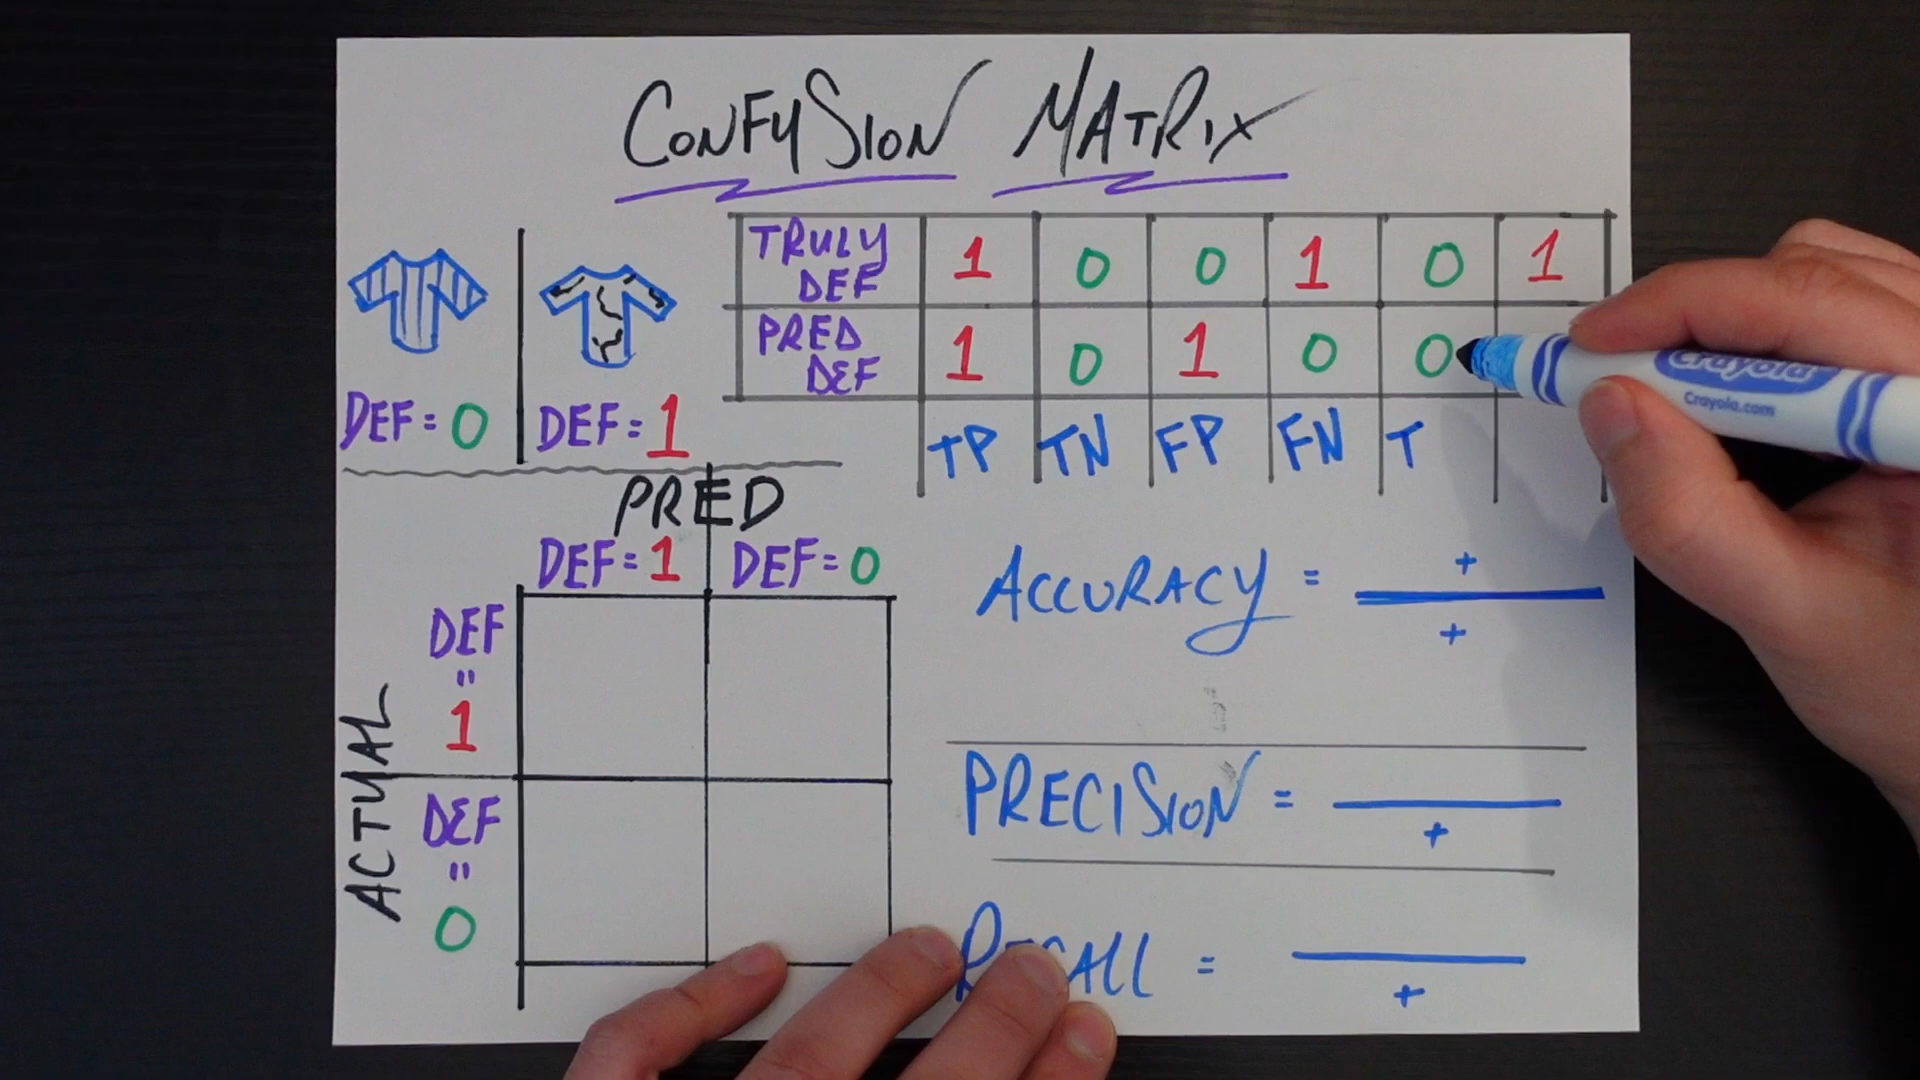 CONFUSION MATRIX
TRULY DEF 1 0 0 1 0 1
PRED DEF 1 0 1 0 0
TP TN FP FN T
DEF=0 DEF=1
PRED
DEF=1 DEF=0
ACTUAL
DEF = 1
DEF = 0
ACCURACY = +
+
PRECISION =
+
RECALL =
+
Crayola
Crayola.com